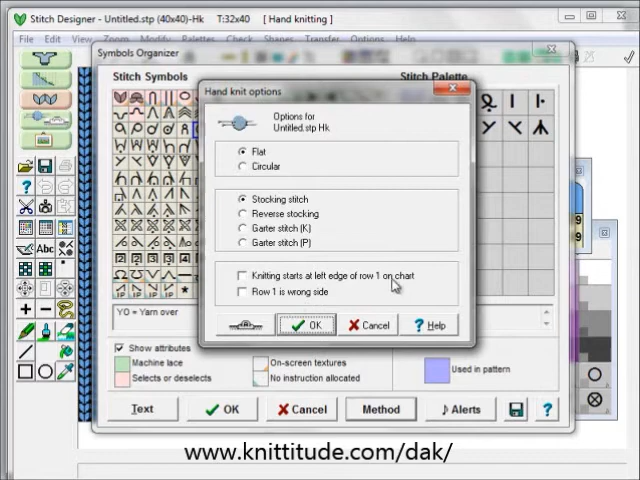 Stitch Designer - Untitled.stp (40x40)-Hk T:32x40 [ Hand knitting ]
File Edit View Zoom Modify Palettes Charts Shapes Transfer Options Help
Symbols Organizer
Stitch Symbols
Stitch Palette
Hand knit options
Options for
Untitled.stp Hk
Flat
Circular
Stocking stitch
Reverse stocking
Garter stitch (K)
Garter stitch (P)
Knitting starts at left edge of row 1 on chart
Row 1 is wrong side
OK Cancel Help
YO = Yarn over
Show attributes
Machine lace
Selects or deselects
On-screen textures
No instruction allocated
Used in pattern
Text OK Cancel Method Alerts
Abc
www.knittitude.com/dak/